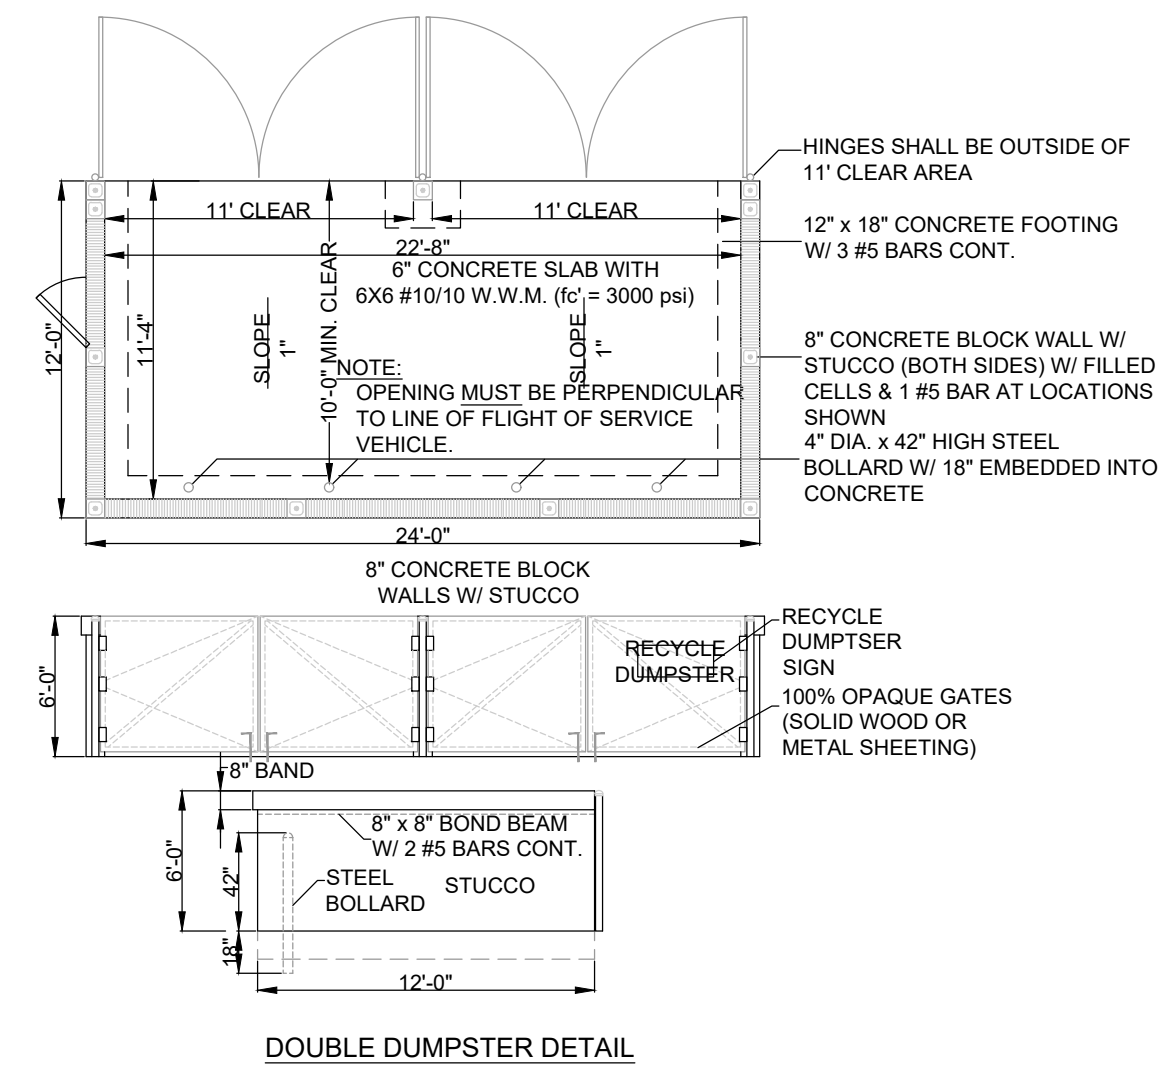 HINGES SHALL BE OUTSIDE OF
11' CLEAR AREA
11' CLEAR
11' CLEAR
12" x 18" CONCRETE FOOTING
W/ 3 #5 BARS CONT.
22'-8"
6" CONCRETE SLAB WITH
6X6 #10/10 W.W.M. (fc' = 3000 psi)
12'-0"
11'-4"
SLOPE
1"
10'-0" MIN. CLEAR
SLOPE
1"
NOTE:
OPENING MUST BE PERPENDICULAR
TO LINE OF FLIGHT OF SERVICE
VEHICLE.
8" CONCRETE BLOCK WALL W/
STUCCO (BOTH SIDES) W/ FILLED
CELLS & 1 #5 BAR AT LOCATIONS
SHOWN
4" DIA. x 42" HIGH STEEL
BOLLARD W/ 18" EMBEDDED INTO
CONCRETE
24'-0"
8" CONCRETE BLOCK
WALLS W/ STUCCO
6'-0"
RECYCLE
DUMPSTER
RECYCLE
DUMPTSER
SIGN
100% OPAQUE GATES
(SOLID WOOD OR
METAL SHEETING)
8" BAND
6'-0"
8" x 8" BOND BEAM
W/ 2 #5 BARS CONT.
42"
STEEL
BOLLARD
STUCCO
18"
12'-0"
DOUBLE DUMPSTER DETAIL